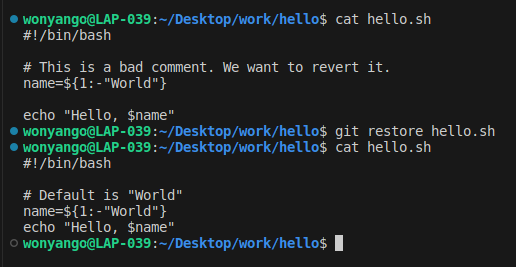 wonyango@LAP-039:~/Desktop/work/hello$ cat hello.sh
#!/bin/bash

# This is a bad comment. We want to revert it.
name=${1:-"World"}

echo "Hello, $name"
wonyango@LAP-039:~/Desktop/work/hello$ git restore hello.sh
wonyango@LAP-039:~/Desktop/work/hello$ cat hello.sh
#!/bin/bash

# Default is "World"
name=${1:-"World"}
echo "Hello, $name"
wonyango@LAP-039:~/Desktop/work/hello$